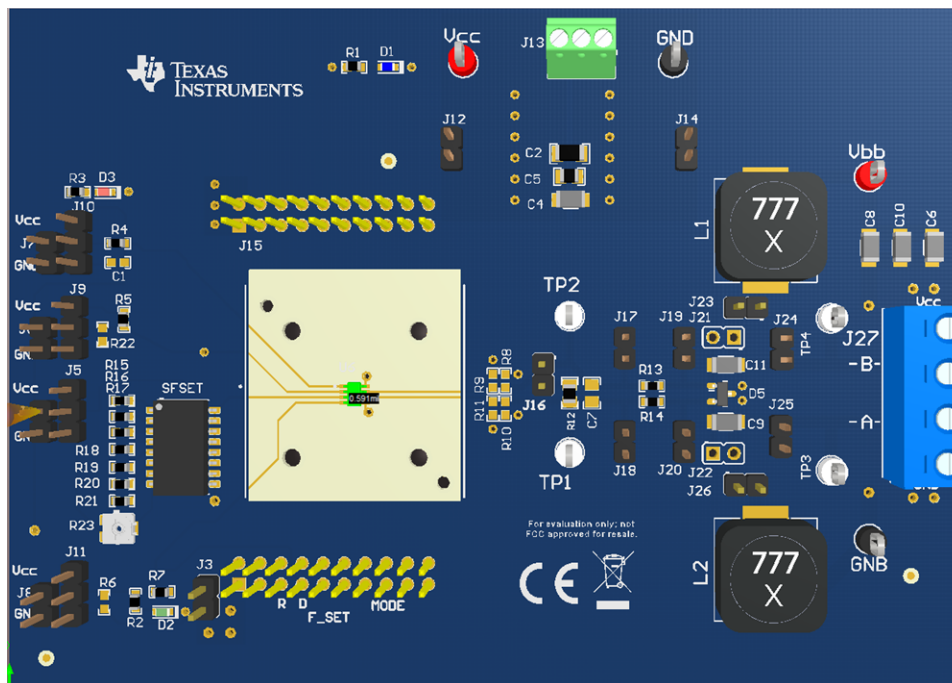 Vcc
GND
J13
R1
D1
TEXAS
INSTRUMENTS
J12
J14
C2
C5
C4
Vbb
R3
D3
J10
Vcc
J7
R4
C1
J15
L1
777
X
C8
C10
C6
J9
Vcc
R5
R22
TP2
J17
J19
J21
J23
J24
TP4
Vcc
J27
-B-
-A-
R15
R16
R17
SFSET
J5
Vcc
R8
R9
R11
R10
J16
R12
C7
R13
R14
C11
D5
C9
J25
0.591mi
R18
R19
R20
R21
R23
TP1
J18
J20
J22
J26
TP3
For evaluation only; not
FCC approved for resale.
CE
GNB
L2
777
X
J11
Vcc
J8
R6
R7
R2
D2
J3
R D
F_SET
MODE